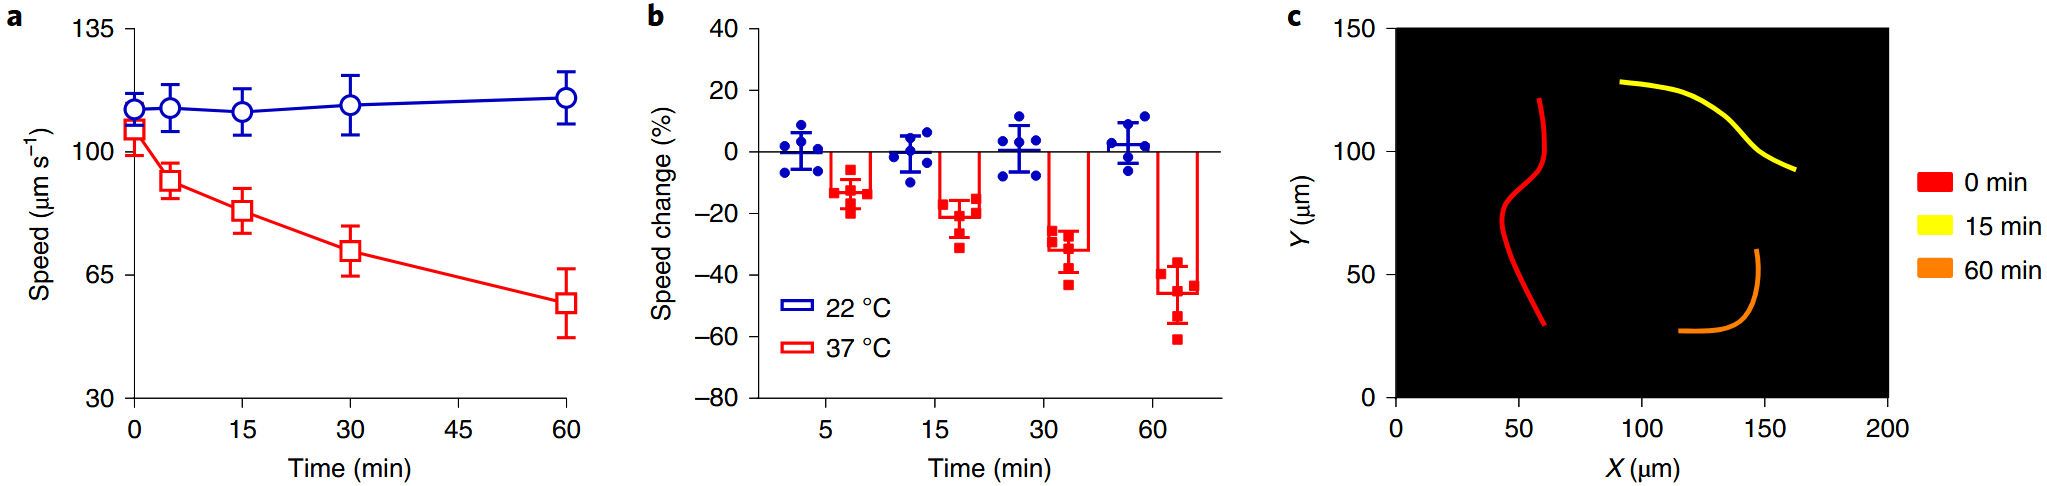 a
135
100
65
30
Speed (µm s⁻¹)
0 15 30 45 60
Time (min)
b
40
20
0
–20
–40
–60
–80
Speed change (%)
22 °C
37 °C
5 15 30 60
Time (min)
c
150
100
50
0
Y (µm)
0 50 100 150 200
X (µm)
0 min
15 min
60 min